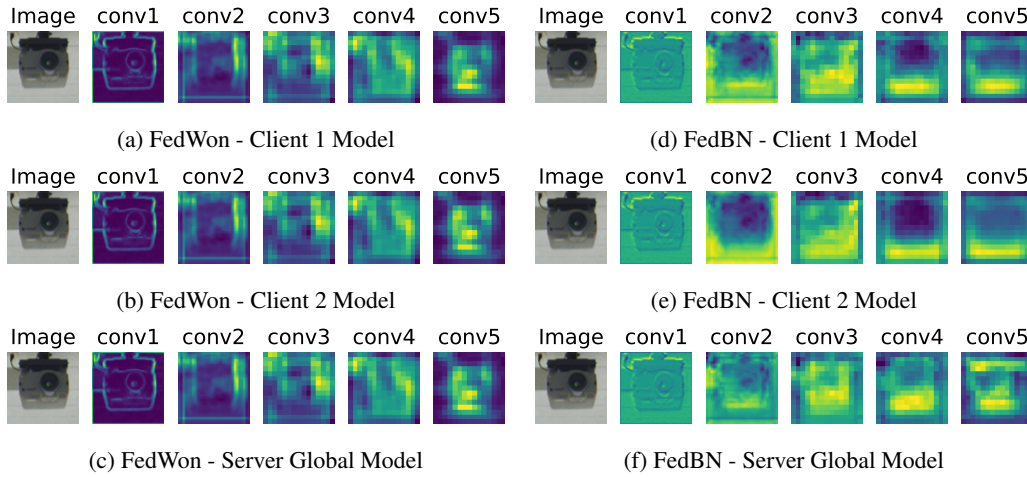 Image conv1 conv2 conv3 conv4 conv5
(a) FedWon - Client 1 Model
Image conv1 conv2 conv3 conv4 conv5
(b) FedWon - Client 2 Model
Image conv1 conv2 conv3 conv4 conv5
(c) FedWon - Server Global Model
Image conv1 conv2 conv3 conv4 conv5
(d) FedBN - Client 1 Model
Image conv1 conv2 conv3 conv4 conv5
(e) FedBN - Client 2 Model
Image conv1 conv2 conv3 conv4 conv5
(f) FedBN - Server Global Model